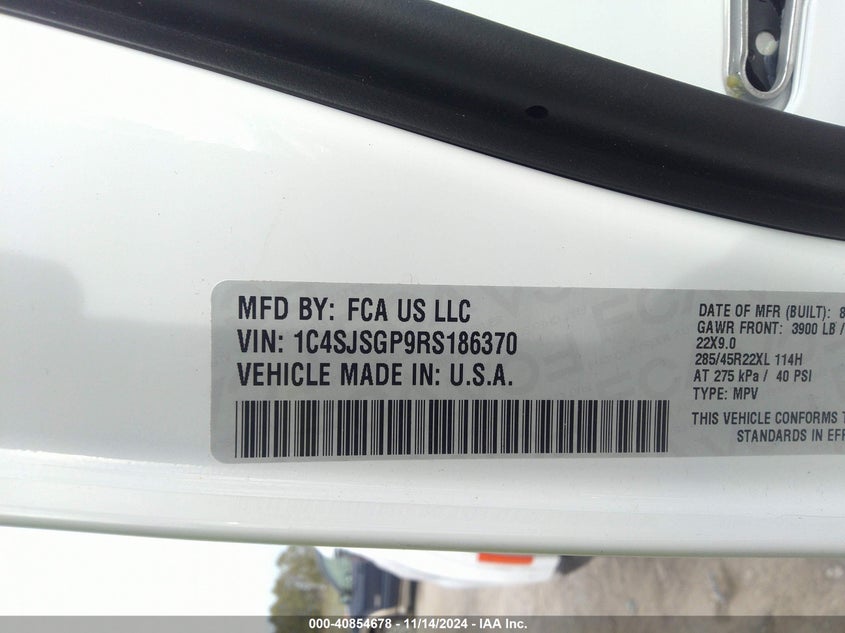 MFD BY: FCA US LLC
VIN: 1C4SJSGP9RS186370
VEHICLE MADE IN: U.S.A.
DATE OF MFR (BUILT): 8
GAWR FRONT: 3900 LB /
22X9.0
285/45R22XL 114H
AT 275 kPa / 40 PSI
TYPE: MPV
THIS VEHICLE CONFORMS T
STANDARDS IN EFF
000-40854678 - 11/14/2024 - IAA Inc.